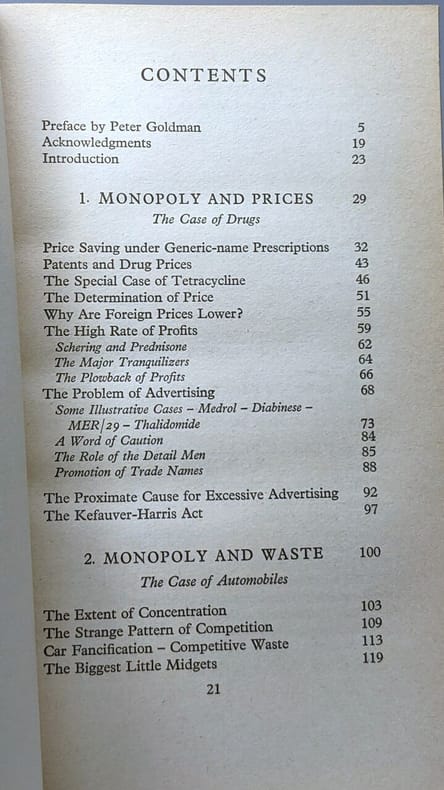 CONTENTS
Preface by Peter Goldman 5
Acknowledgments 19
Introduction 23
1. MONOPOLY AND PRICES 29
The Case of Drugs
Price Saving under Generic-name Prescriptions 32
Patents and Drug Prices 43
The Special Case of Tetracycline 46
The Determination of Price 51
Why Are Foreign Prices Lower? 55
The High Rate of Profits 59
Schering and Prednisone 62
The Major Tranquilizers 64
The Plowback of Profits 66
The Problem of Advertising 68
Some Illustrative Cases – Medrol – Diabinese –
MER/29 – Thalidomide 73
A Word of Caution 84
The Role of the Detail Men 85
Promotion of Trade Names 88
The Proximate Cause for Excessive Advertising 92
The Kefauver-Harris Act 97
2. MONOPOLY AND WASTE 100
The Case of Automobiles
The Extent of Concentration 103
The Strange Pattern of Competition 109
Car Fancification – Competitive Waste 113
The Biggest Little Midgets 119
21